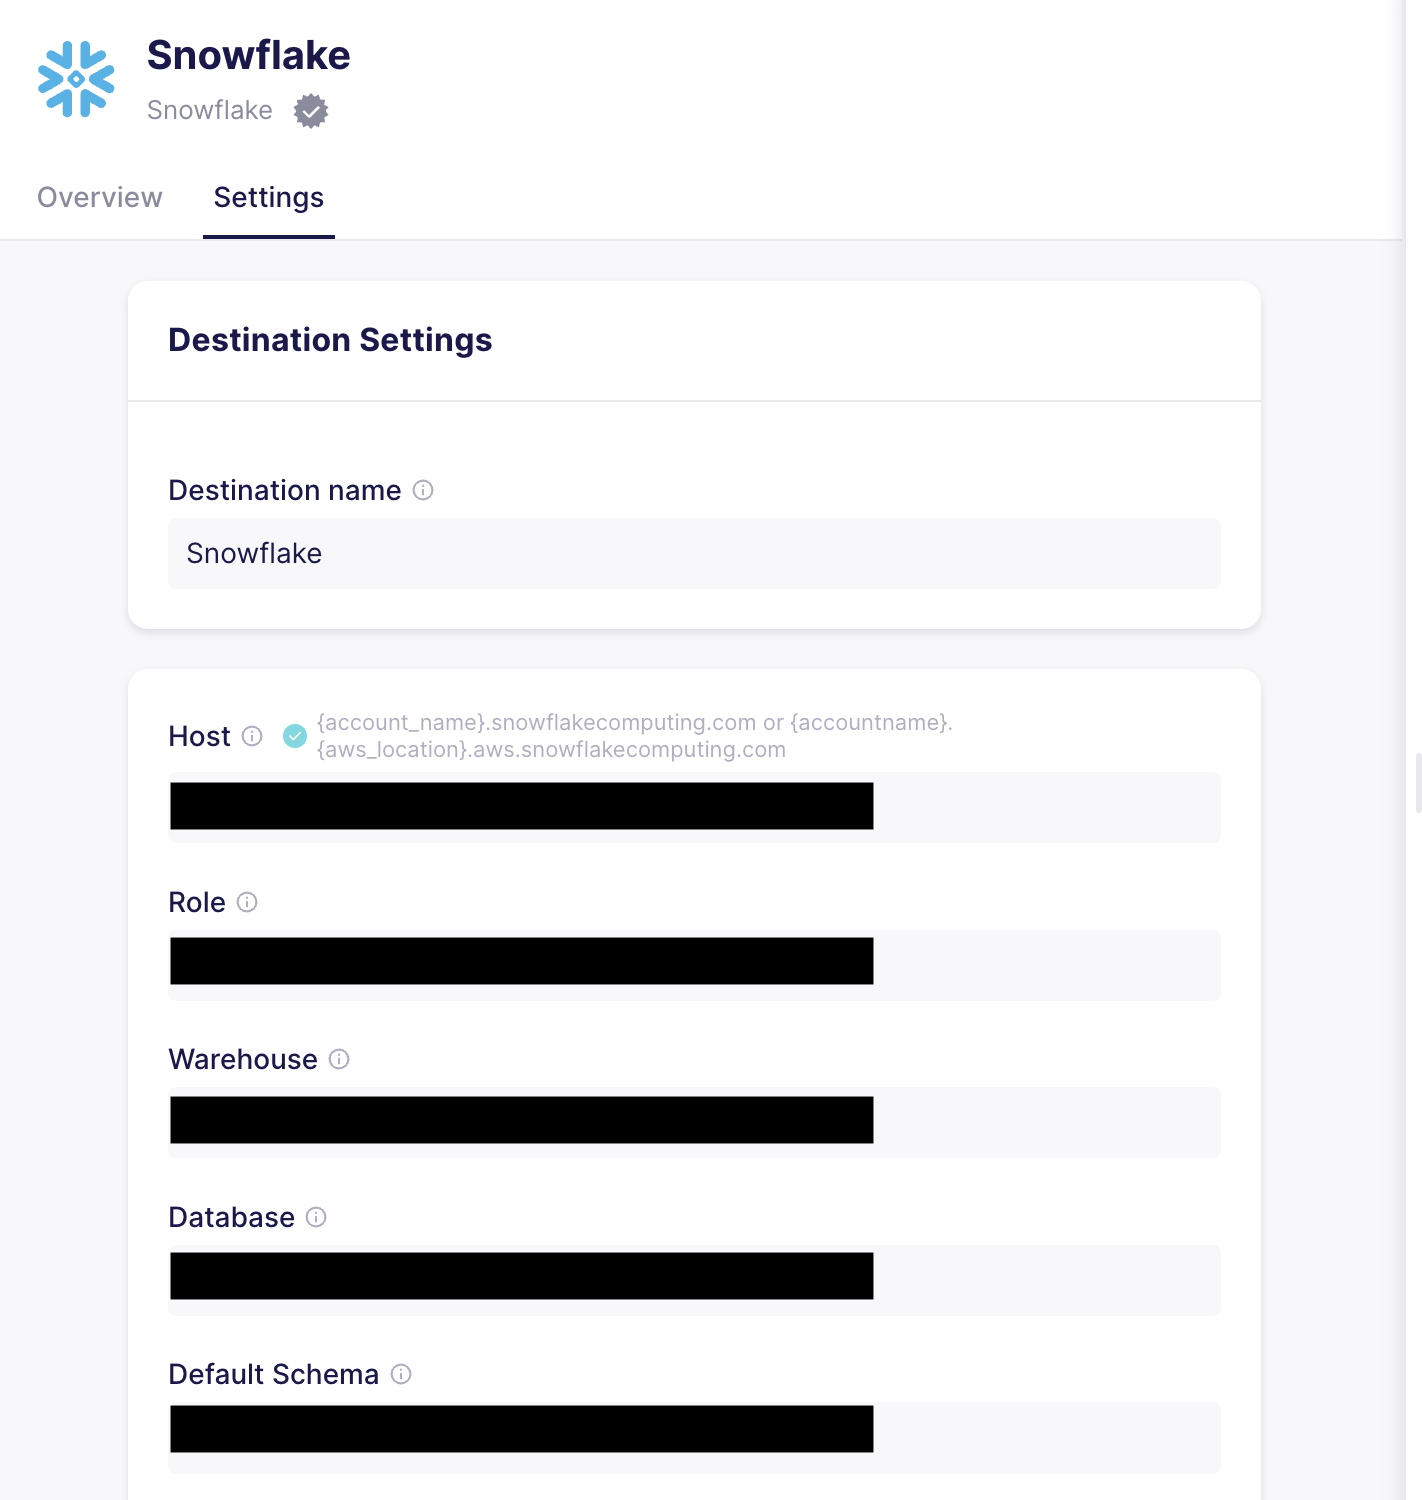 Snowflake
Snowflake
Overview Settings
Destination Settings
Destination name
Snowflake
Host
{account_name}.snowflakecomputing.com or {accountname}.
{aws_location}.aws.snowflakecomputing.com
Role
Warehouse
Database
Default Schema